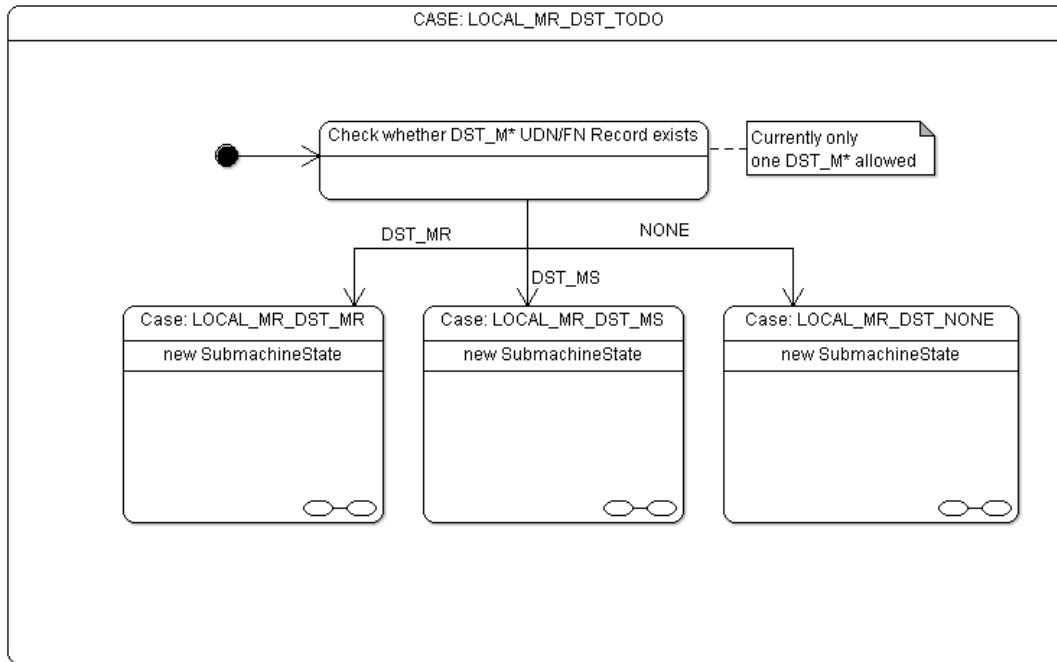 CASE: LOCAL_MR_DST_TODO
Check whether DST_M* UDN/FN Record exists
Currently only
one DST_M* allowed
DST_MR
NONE
DST_MS
Case: LOCAL_MR_DST_MR
new SubmachineState
Case: LOCAL_MR_DST_MS
new SubmachineState
Case: LOCAL_MR_DST_NONE
new SubmachineState